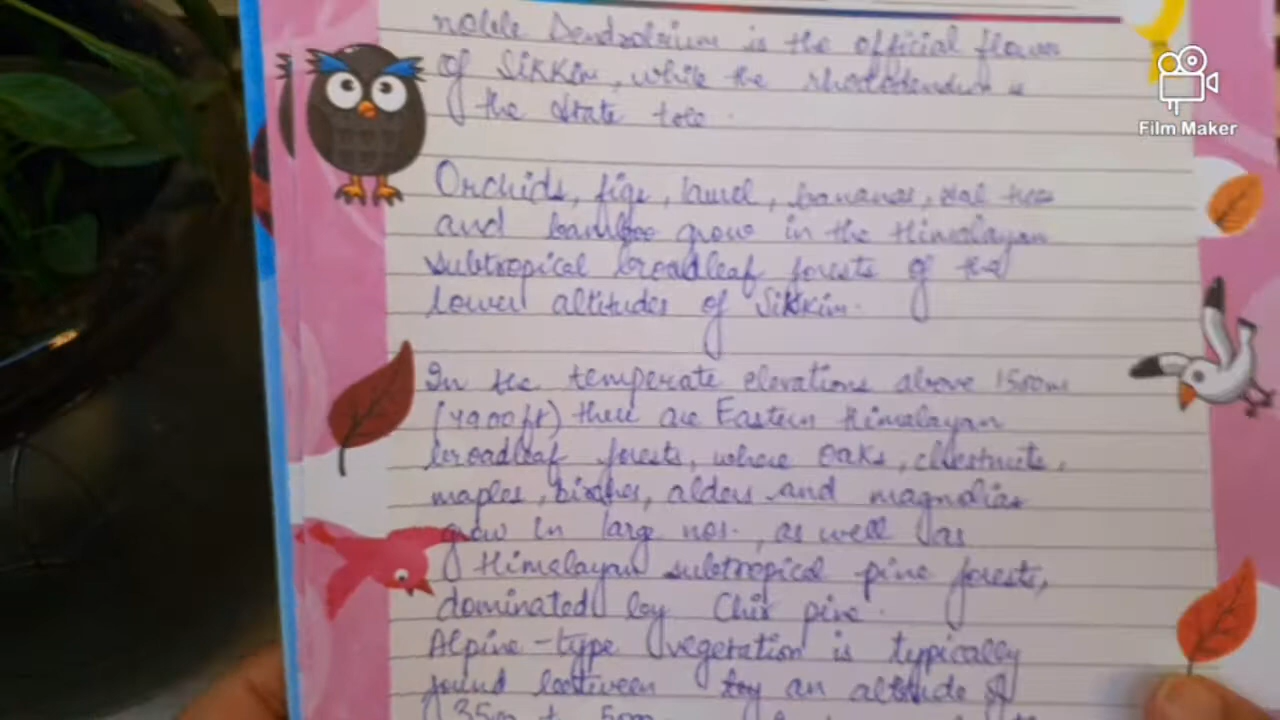 noble Dendrobium is the official flower
of Sikkim, while the rhododendron is
the state tree.
Orchids, figs, laurel, bananas, sal trees
and bamboo grow in the Himalayan
subtropical broadleaf forests of the
lower altitudes of Sikkim.
In the temperate elevations above 1500m
(4900ft) there are Eastern Himalayan
broadleaf forests, where oaks, chestnuts,
maples, birches, alders and magnolias
grow in large nos., as well as
Himalayan subtropical pine forests,
dominated by Chir pine.
Alpine-type vegetation is typically
found between an altitude of
Film Maker